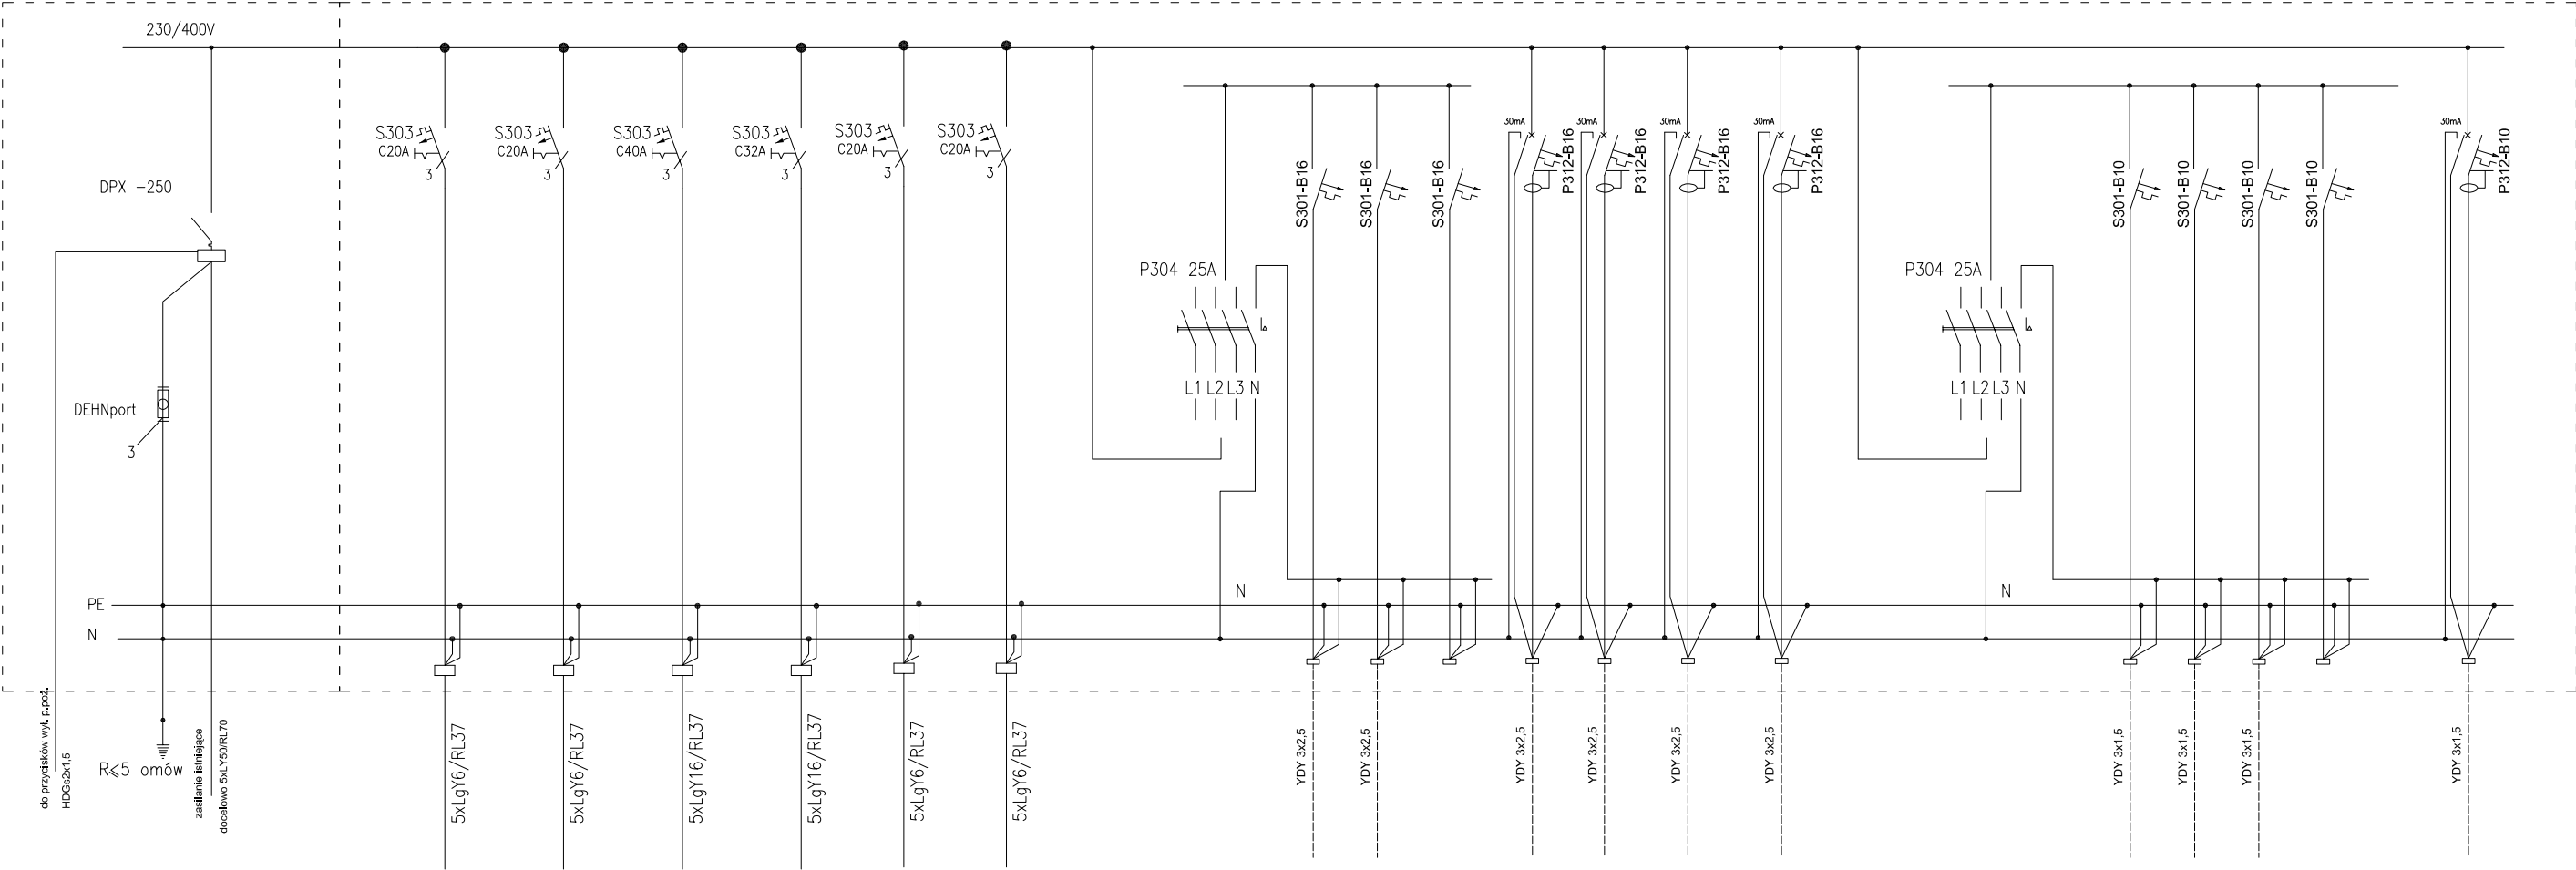 230/400V
DPX -250
DEHNport
3
PE
N
R≤5 omów
do przycisków wył. p.poż.
HDGs2x1,5
zasilanie istniejące
docelowo 5xLY50/RL70
S303
C20A
3
S303
C20A
3
S303
C40A
3
S303
C32A
3
S303
C20A
3
S303
C20A
3
5xLgY6/RL37
5xLgY6/RL37
5xLgY16/RL37
5xLgY16/RL37
5xLgY6/RL37
5xLgY6/RL37
P304 25A
L1 L2 L3 N
N
S301-B16
S301-B16
S301-B16
30mA
P312-B16
30mA
P312-B16
30mA
P312-B16
30mA
P312-B16
YDY 3x2,5
YDY 3x2,5
YDY 3x2,5
YDY 3x2,5
YDY 3x2,5
YDY 3x2,5
P304 25A
L1 L2 L3 N
N
S301-B10
S301-B10
S301-B10
S301-B10
30mA
P312-B10
YDY 3x1,5
YDY 3x1,5
YDY 3x1,5
YDY 3x1,5